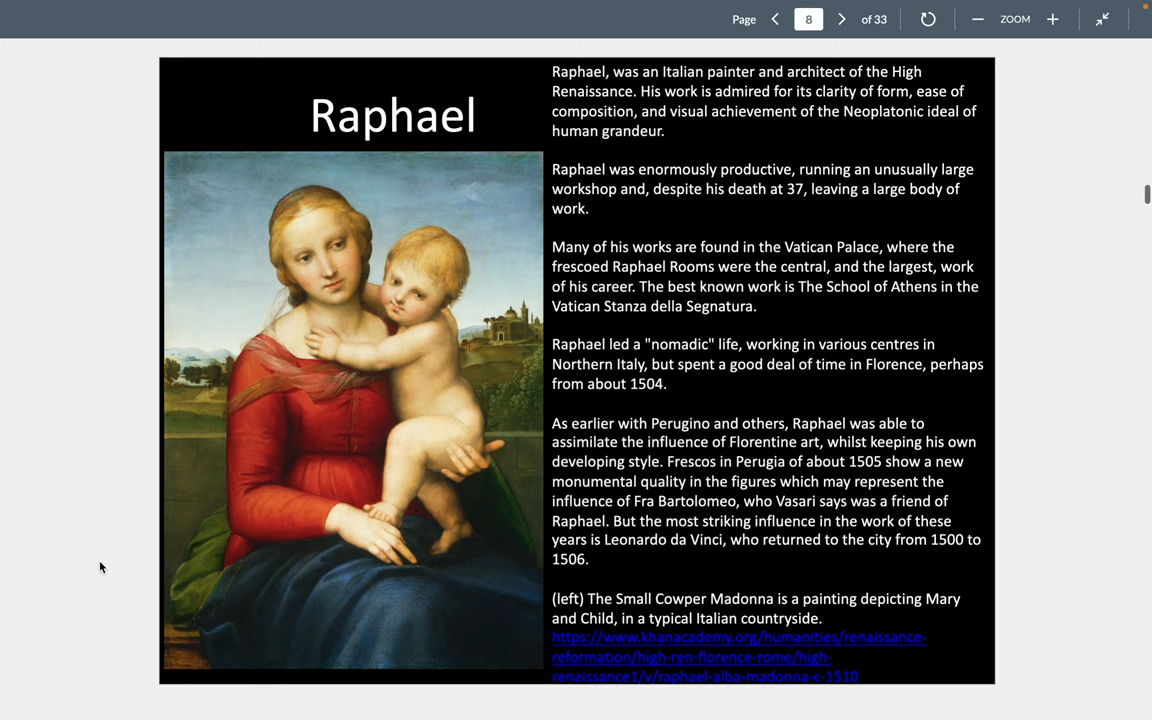 Page 8 of 33 ZOOM
Raphael
Raphael, was an Italian painter and architect of the High
Renaissance. His work is admired for its clarity of form, ease of
composition, and visual achievement of the Neoplatonic ideal of
human grandeur.
Raphael was enormously productive, running an unusually large
workshop and, despite his death at 37, leaving a large body of
work.
Many of his works are found in the Vatican Palace, where the
frescoed Raphael Rooms were the central, and the largest, work
of his career. The best known work is The School of Athens in the
Vatican Stanza della Segnatura.
Raphael led a "nomadic" life, working in various centres in
Northern Italy, but spent a good deal of time in Florence, perhaps
from about 1504.
As earlier with Perugino and others, Raphael was able to
assimilate the influence of Florentine art, whilst keeping his own
developing style. Frescos in Perugia of about 1505 show a new
monumental quality in the figures which may represent the
influence of Fra Bartolomeo, who Vasari says was a friend of
Raphael. But the most striking influence in the work of these
years is Leonardo da Vinci, who returned to the city from 1500 to
1506.
(left) The Small Cowper Madonna is a painting depicting Mary
and Child, in a typical Italian countryside.
https://www.khanacademy.org/humanities/renaissance-
reformation/high-ren-florence-rome/high-
renaissance1/v/raphael-alba-madonna-c-1510